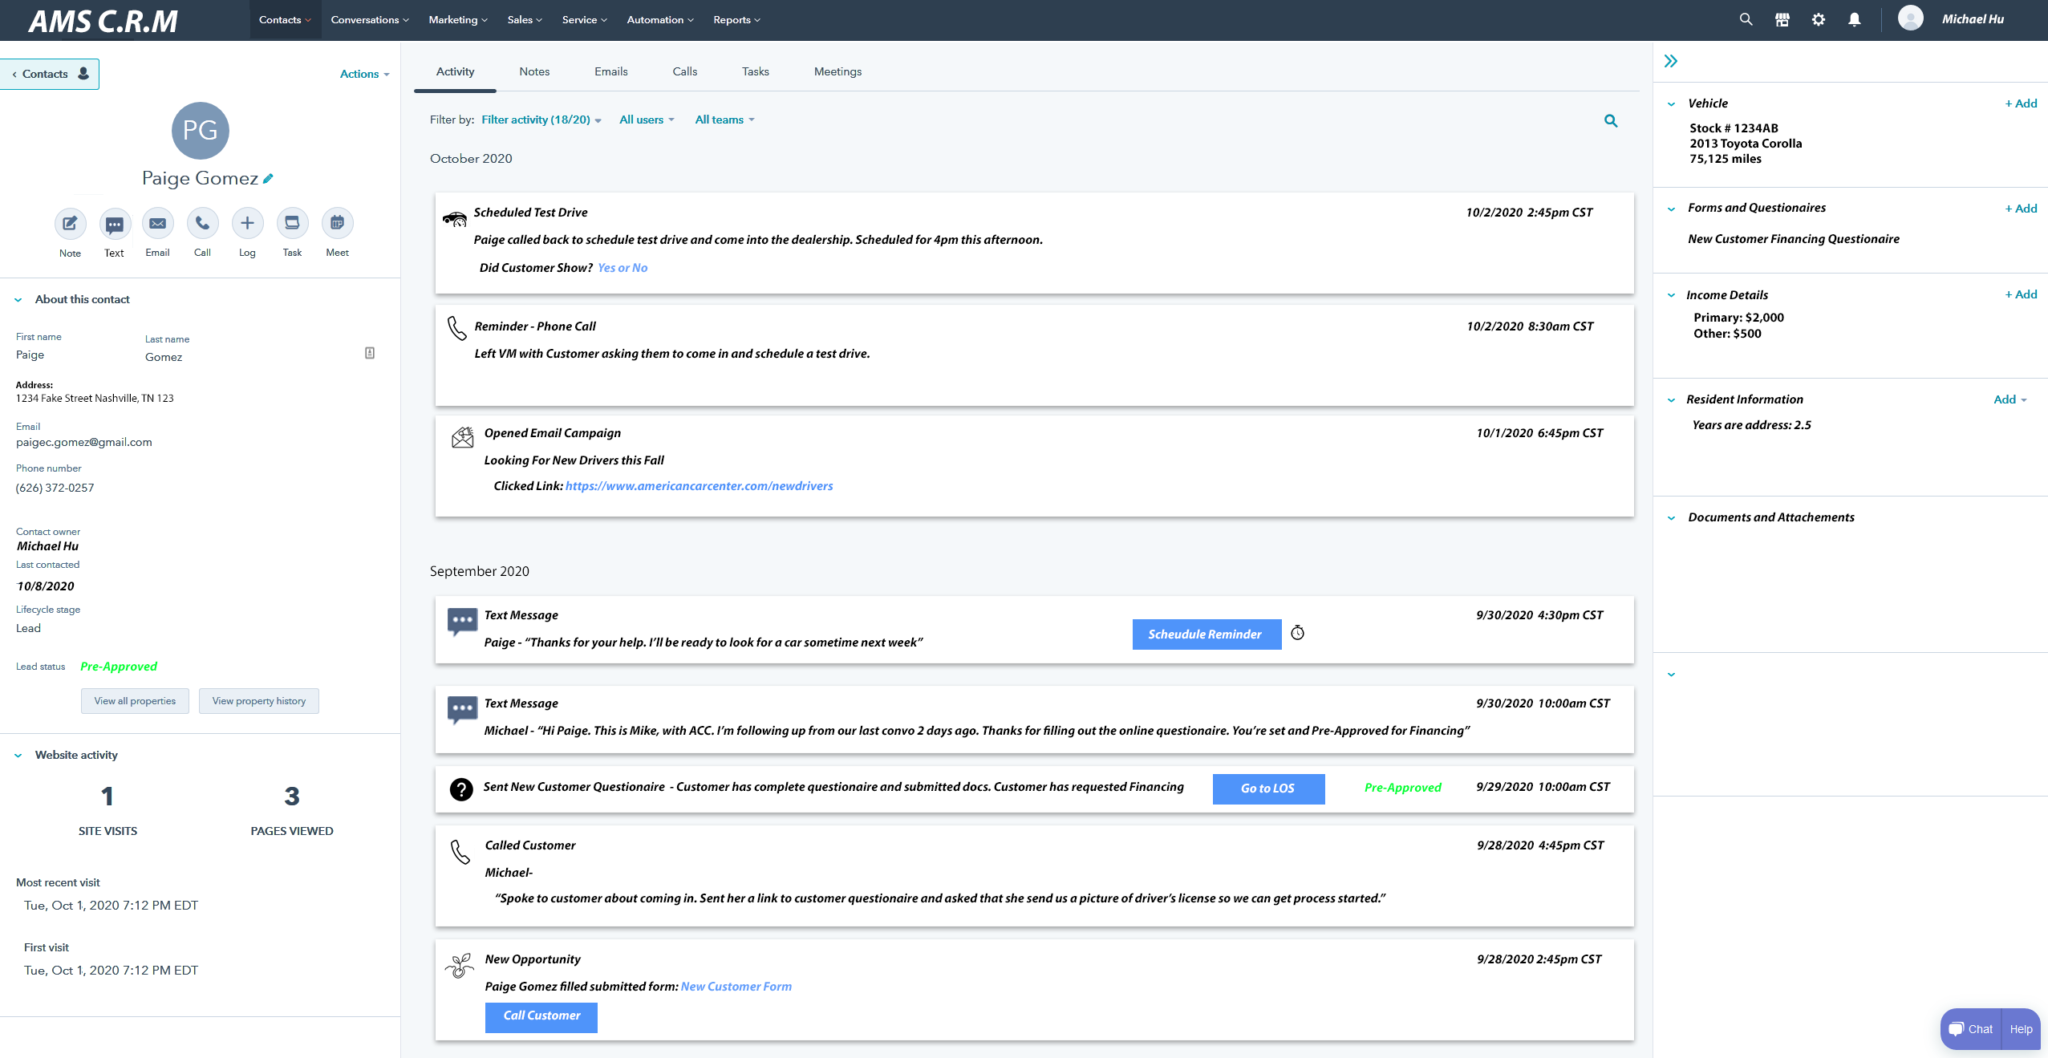 AMS C.R.M
Contacts
Conversations
Marketing
Sales
Service
Automation
Reports
Michael Hu
Contacts
Actions
PG
Paige Gomez
Note
Text
Email
Call
Log
Task
Meet
About this contact
First name
Last name
Paige
Gomez
Address:
1234 Fake Street Nashville, TN 123
Email
paigec.gomez@gmail.com
Phone number
(626) 372-0257
Contact owner
Michael Hu
Last contacted
10/8/2020
Lifecycle stage
Lead
Lead status Pre-Approved
View all properties
View property history
Website activity
1
3
SITE VISITS
PAGES VIEWED
Most recent visit
Tue, Oct 1, 2020 7:12 PM EDT
First visit
Tue, Oct 1, 2020 7:12 PM EDT
Activity
Notes
Emails
Calls
Tasks
Meetings
Filter by: Filter activity (18/20) All users All teams
October 2020
Scheduled Test Drive 10/2/2020 2:45pm CST
Paige called back to schedule test drive and come into the dealership. Scheduled for 4pm this afternoon.
Did Customer Show? Yes or No
Reminder - Phone Call 10/2/2020 8:30am CST
Left VM with Customer asking them to come in and schedule a test drive.
Opened Email Campaign 10/1/2020 6:45pm CST
Looking For New Drivers this Fall
Clicked Link: https://www.americancarcenter.com/newdrivers
September 2020
Text Message 9/30/2020 4:30pm CST
Paige - “Thanks for your help. I’ll be ready to look for a car sometime next week”
Scheudule Reminder
Text Message 9/30/2020 10:00am CST
Michael - “Hi Paige. This is Mike, with ACC. I’m following up from our last convo 2 days ago. Thanks for filling out the online questionaire. You’re set and Pre-Approved for Financing”
Sent New Customer Questionaire - Customer has complete questionaire and submitted docs. Customer has requested Financing Go to LOS Pre-Approved 9/29/2020 10:00am CST
Called Customer 9/28/2020 4:45pm CST
Michael-
“Spoke to customer about coming in. Sent her a link to customer questionaire and asked that she send us a picture of driver’s license so we can get process started.”
New Opportunity 9/28/2020 2:45pm CST
Paige Gomez filled submitted form: New Customer Form
Call Customer
Vehicle + Add
Stock # 1234AB
2013 Toyota Corolla
75,125 miles
Forms and Questionaires + Add
New Customer Financing Questionaire
Income Details + Add
Primary: $2,000
Other: $500
Resident Information Add
Years are address: 2.5
Documents and Attachements
Chat
Help